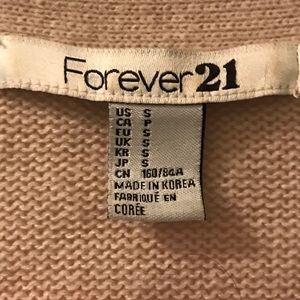 Forever21
US S
CA P
EU S
UK S
KR S
JP S
CN 160/84A
MADE IN KOREA
FABRIQUÉ EN
CORÉE